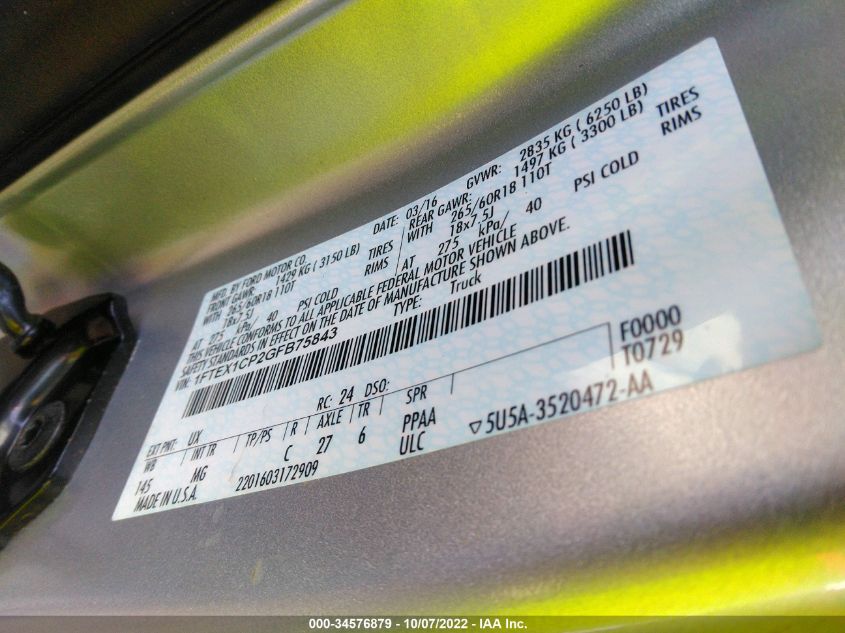 MFG. BY FORD MOTOR CO.
DATE: 03/16 GVWR: 2835 KG ( 6250 LB)
FRONT GAWR: 1429 KG ( 3150 LB) REAR GAWR: 1497 KG ( 3300 LB)
WITH 265/60R18 110T TIRES WITH 265/60R18 110T TIRES
18x7.5J RIMS 18x7.5J RIMS
AT 275 kPa/ 40 PSI COLD AT 275 kPa/ 40 PSI COLD
THIS VEHICLE CONFORMS TO ALL APPLICABLE FEDERAL MOTOR VEHICLE
SAFETY STANDARDS IN EFFECT ON THE DATE OF MANUFACTURE SHOWN ABOVE.
VIN: 1FTEX1CP2GFB75843 TYPE: Truck
EXT PNT: UX RC: 24 DSO: F0000
WB INT TR TP/PS R AXLE TR SPR T0729
145 MG C 27 6 PPAA
MADE IN U.S.A. 2201603172909 ULC ▽5U5A-3520472-AA
000-34576879 - 10/07/2022 - IAA Inc.